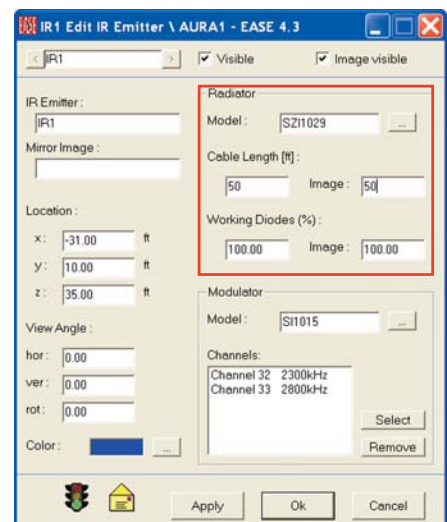 IR1 Edit IR Emitter \ AURA1 - EASE 4.3
< IR1 >
Visible
Image visible
IR Emitter :
IR1
Mirror Image :
Location :
x : -31.00 ft
y : 10.00 ft
z : 35.00 ft
View Angle :
hor : 0.00
ver : 0.00
rot : 0.00
Color :
...
Radiator
Model : SZI1029 ...
Cable Length [ft] :
50 Image : 50
Working Diodes (%) :
100.00 Image : 100.00
Modulator
Model : SI1015 ...
Channels:
Channel 32 2300kHz
Channel 33 2800kHz
Select
Remove
Apply
Ok
Cancel